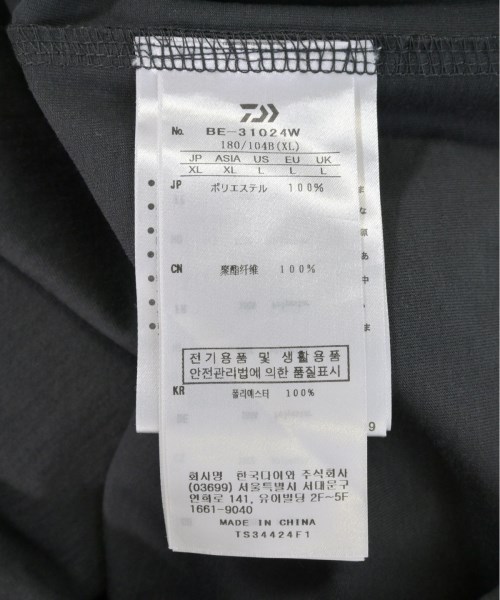 No. BE-31024W
180/104B(XL)
JP ASIA US EU UK
XL XL L L L
JP ポリエステル 100%
CN 聚酯纤维 100%
전기용품 및 생활용품
안전관리법에 의한 품질표시
KR 폴리에스타 100%
회사명 한국다이와 주식회사
(03699) 서울특별시 서대문구
연희로 141, 유아빌딩 2F~5F
1661-9040
MADE IN CHINA
TS34424F1